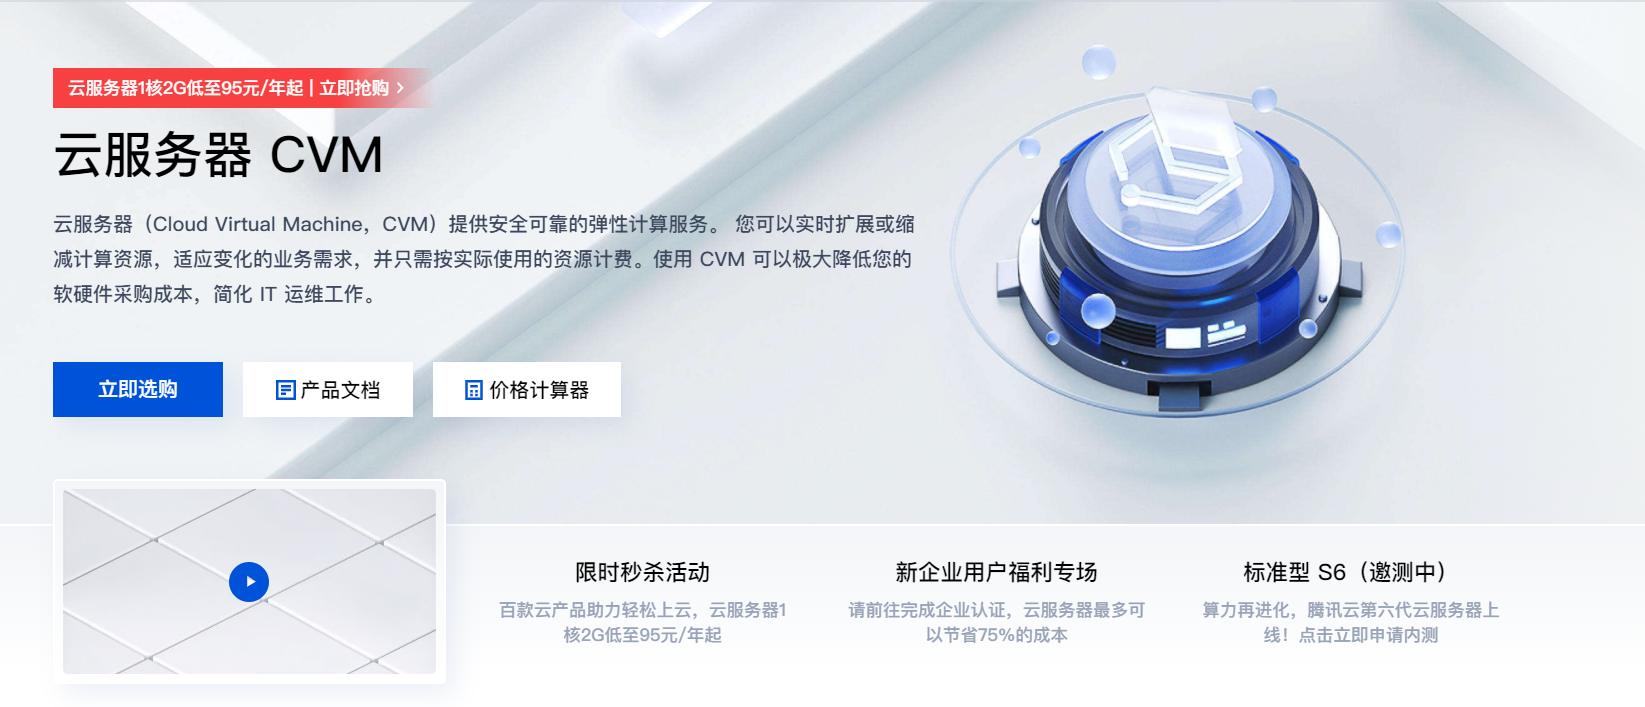 云服务器1核2G低至95元/年起 | 立即抢购 >
云服务器 CVM
云服务器（Cloud Virtual Machine，CVM）提供安全可靠的弹性计算服务。 您可以实时扩展或缩
减计算资源，适应变化的业务需求，并只需按实际使用的资源计费。使用 CVM 可以极大降低您的
软硬件采购成本，简化 IT 运维工作。
立即选购
产品文档
价格计算器
限时秒杀活动
百款云产品助力轻松上云，云服务器1
核2G低至95元/年起
新企业用户福利专场
请前往完成企业认证，云服务器最多可
以节省75%的成本
标准型 S6（邀测中）
算力再进化，腾讯云第六代云服务器上
线！点击立即申请内测